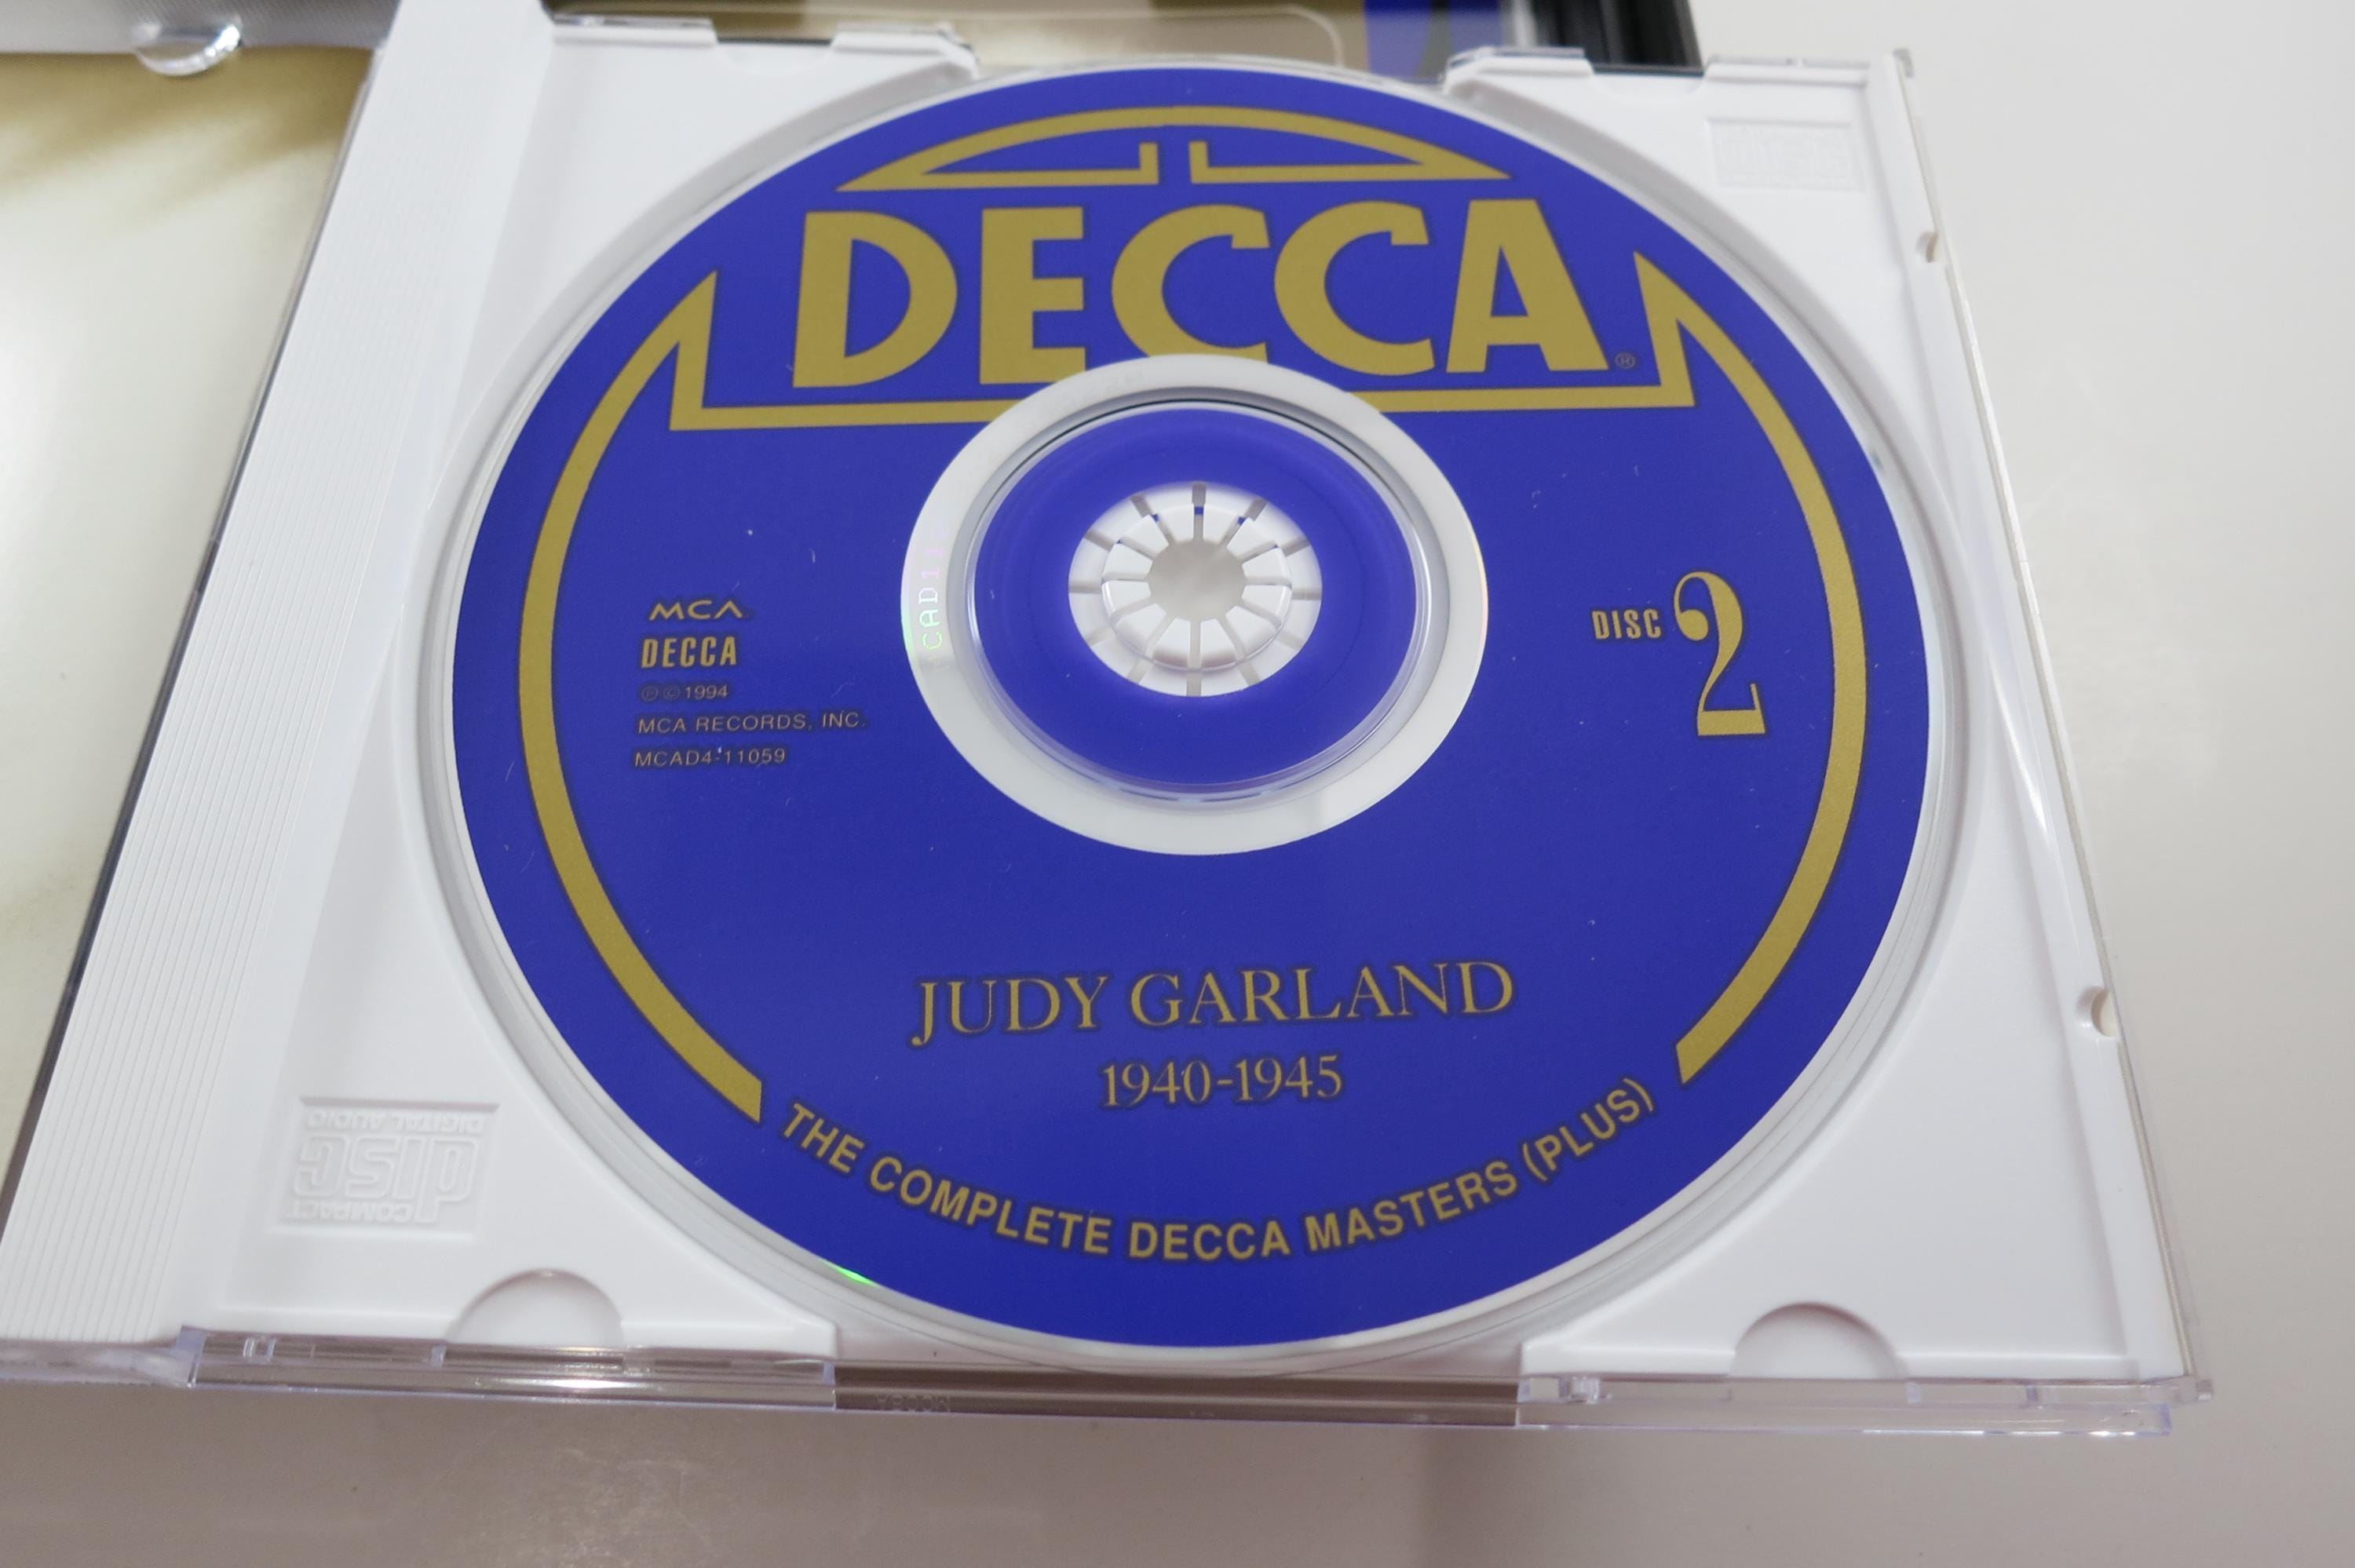 DECCA®
MCA
DECCA
℗ © 1994
MCA RECORDS, INC.
MCAD4-11059
DISC 2
JUDY GARLAND
1940-1945
THE COMPLETE DECCA MASTERS (PLUS)
COMPACT
disc
DIGITAL AUDIO